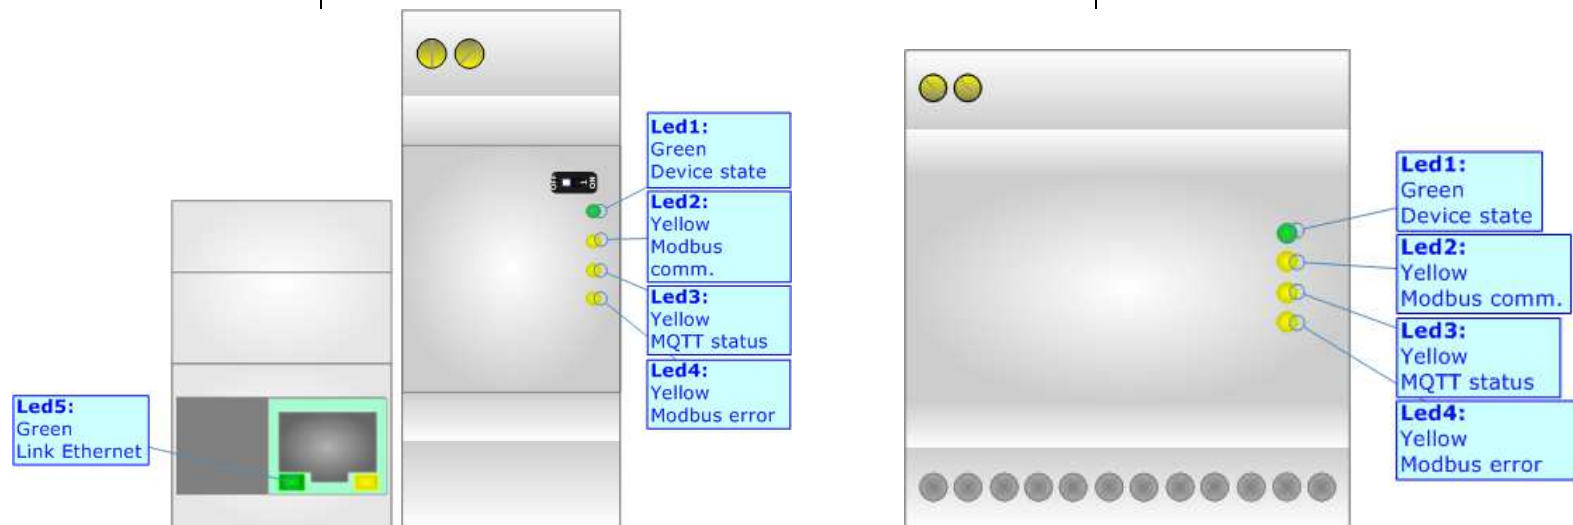 Led1:
Green
Device state
Led2:
Yellow
Modbus
comm.
Led3:
Yellow
MQTT status
Led4:
Yellow
Modbus error
Led5:
Green
Link Ethernet
Led1:
Green
Device state
Led2:
Yellow
Modbus comm.
Led3:
Yellow
MQTT status
Led4:
Yellow
Modbus error